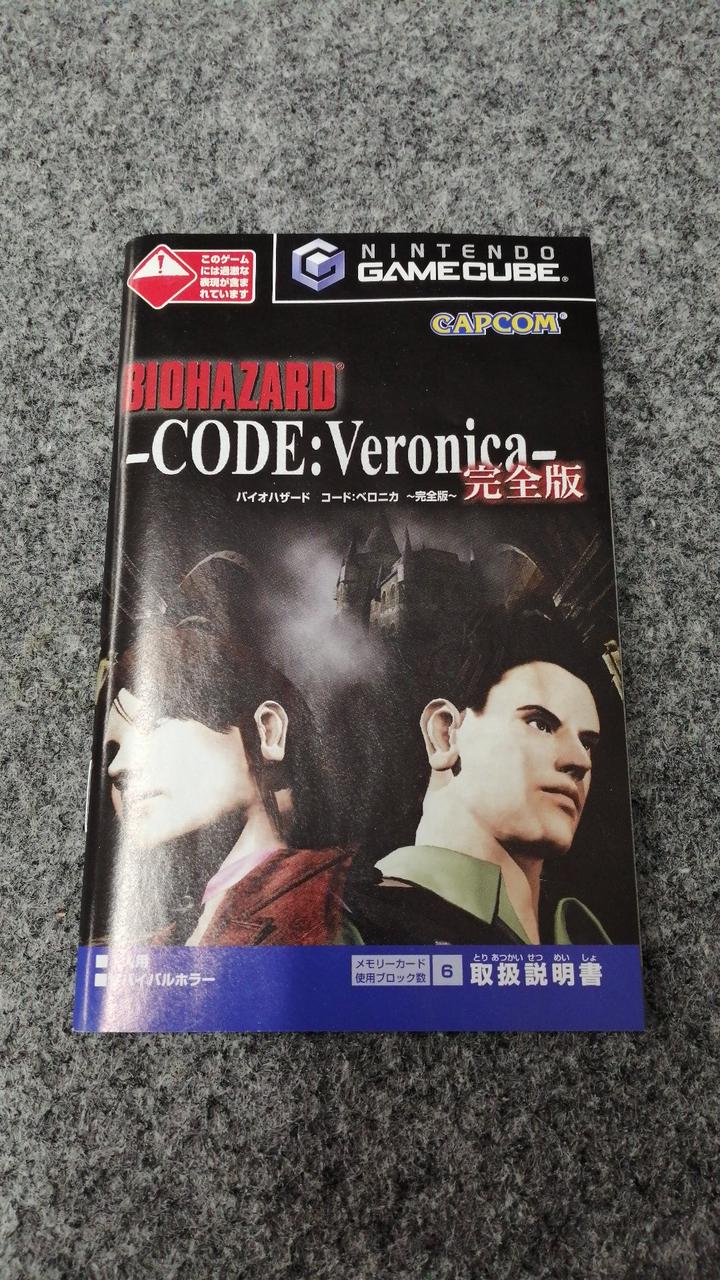 このゲーム
には過激な
表現が含ま
れています
NINTENDO
GAMECUBE®
CAPCOM®
BIOHAZARD®
-CODE:Veronica-
完全版
バイオハザード コード:ベロニカ ～完全版～
人用
バイバルホラー
メモリーカード
使用ブロック数
6
とりあつかいせつめいしょ
取扱説明書